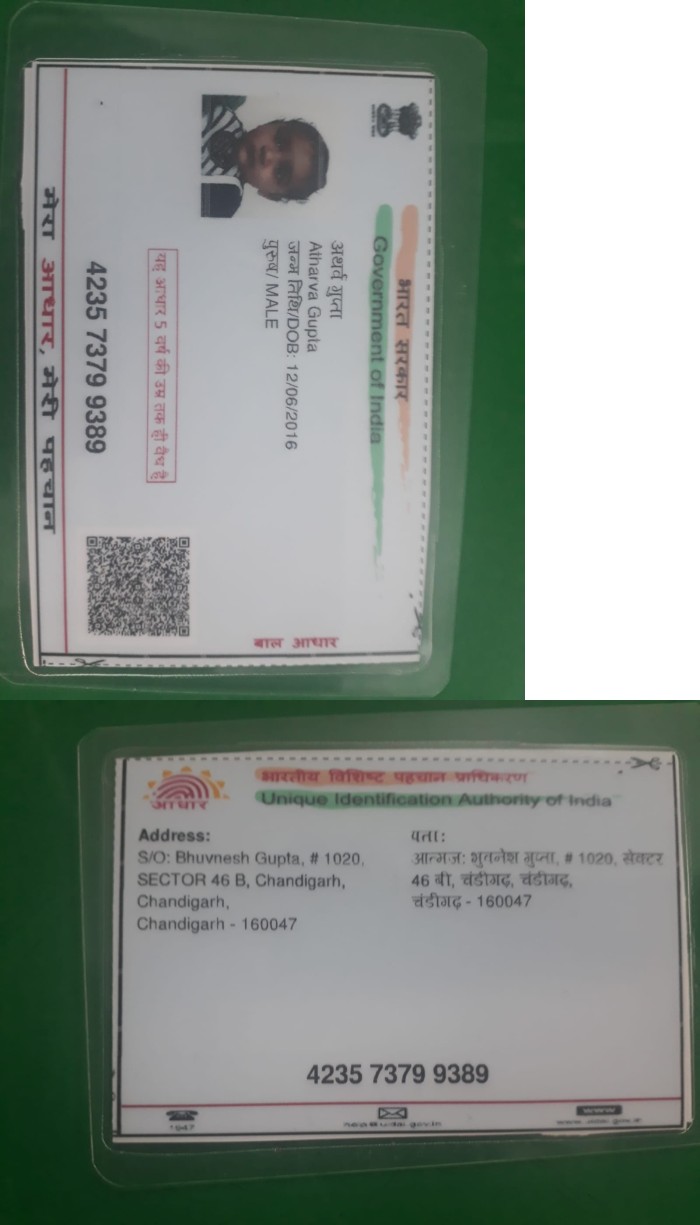 भारत सरकार
Government of India
अथर्व गुप्ता
Atharva Gupta
जन्म तिथि/DOB: 12/06/2016
पुरुष/ MALE
यह आधार 5 वर्ष की उम्र तक ही वैध है
बाल आधार
4235 7379 9389
मेरा आधार, मेरी पहचान
आधार
भारतीय विशिष्ट पहचान प्राधिकरण
Unique Identification Authority of India
Address:
S/O: Bhuvnesh Gupta, # 1020,
SECTOR 46 B, Chandigarh,
Chandigarh,
Chandigarh - 160047
पता:
आत्मज: भुवनेश गुप्ता, # 1020, सेक्टर
46 बी, चंडीगढ़, चंडीगढ़,
चंडीगढ़ - 160047
4235 7379 9389
1947
www